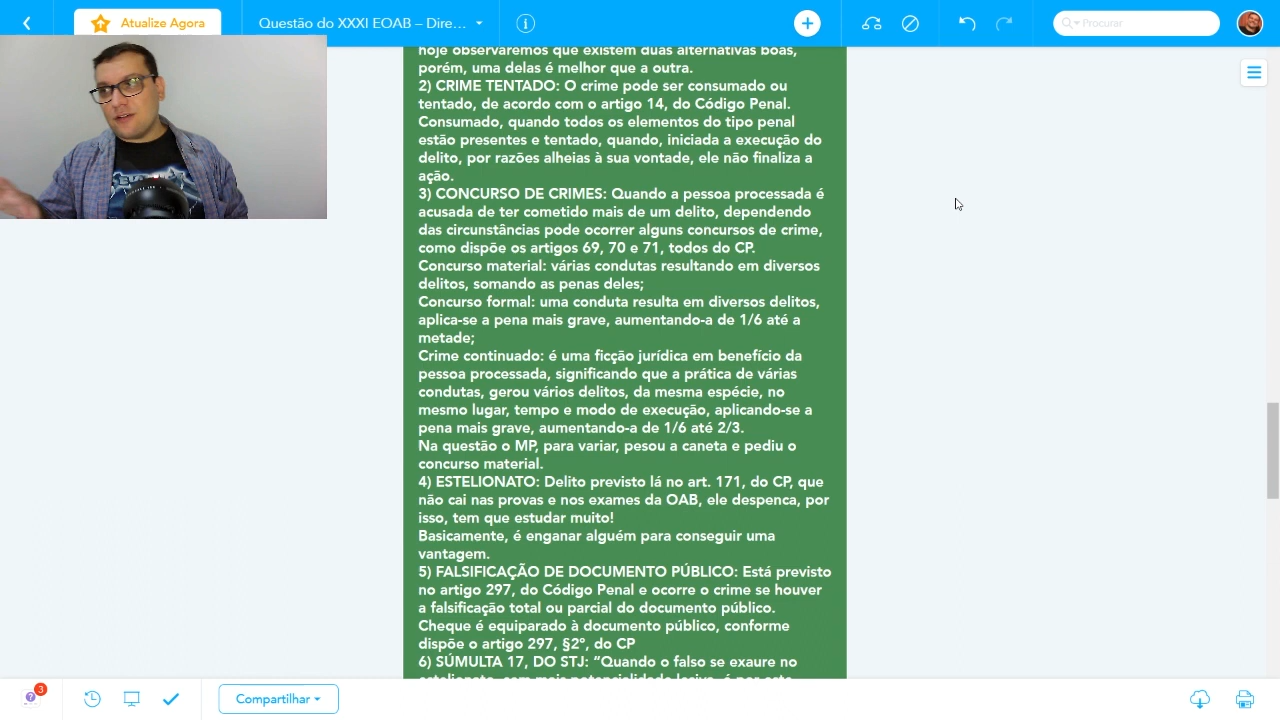 Atualize Agora
Questão do XXXI EOAB – Dire...
Procurar
hoje observaremos que existem duas alternativas boas,
porém, uma delas é melhor que a outra.
2) CRIME TENTADO: O crime pode ser consumado ou
tentado, de acordo com o artigo 14, do Código Penal.
Consumado, quando todos os elementos do tipo penal
estão presentes e tentado, quando, iniciada a execução do
delito, por razões alheias à sua vontade, ele não finaliza a
ação.
3) CONCURSO DE CRIMES: Quando a pessoa processada é
acusada de ter cometido mais de um delito, dependendo
das circunstâncias pode ocorrer alguns concursos de crime,
como dispõe os artigos 69, 70 e 71, todos do CP.
Concurso material: várias condutas resultando em diversos
delitos, somando as penas deles;
Concurso formal: uma conduta resulta em diversos delitos,
aplica-se a pena mais grave, aumentando-a de 1/6 até a
metade;
Crime continuado: é uma ficção jurídica em benefício da
pessoa processada, significando que a prática de várias
condutas, gerou vários delitos, da mesma espécie, no
mesmo lugar, tempo e modo de execução, aplicando-se a
pena mais grave, aumentando-a de 1/6 até 2/3.
Na questão o MP, para variar, pesou a caneta e pediu o
concurso material.
4) ESTELIONATO: Delito previsto lá no art. 171, do CP, que
não cai nas provas e nos exames da OAB, ele despenca, por
isso, tem que estudar muito!
Basicamente, é enganar alguém para conseguir uma
vantagem.
5) FALSIFICAÇÃO DE DOCUMENTO PÚBLICO: Está previsto
no artigo 297, do Código Penal e ocorre o crime se houver
a falsificação total ou parcial do documento público.
Cheque é equiparado à documento público, conforme
dispõe o artigo 297, §2º, do CP
6) SÚMULTA 17, DO STJ: “Quando o falso se exaure no
estelionato, sem mais potencialidade lesiva, é por este
3
Compartilhar